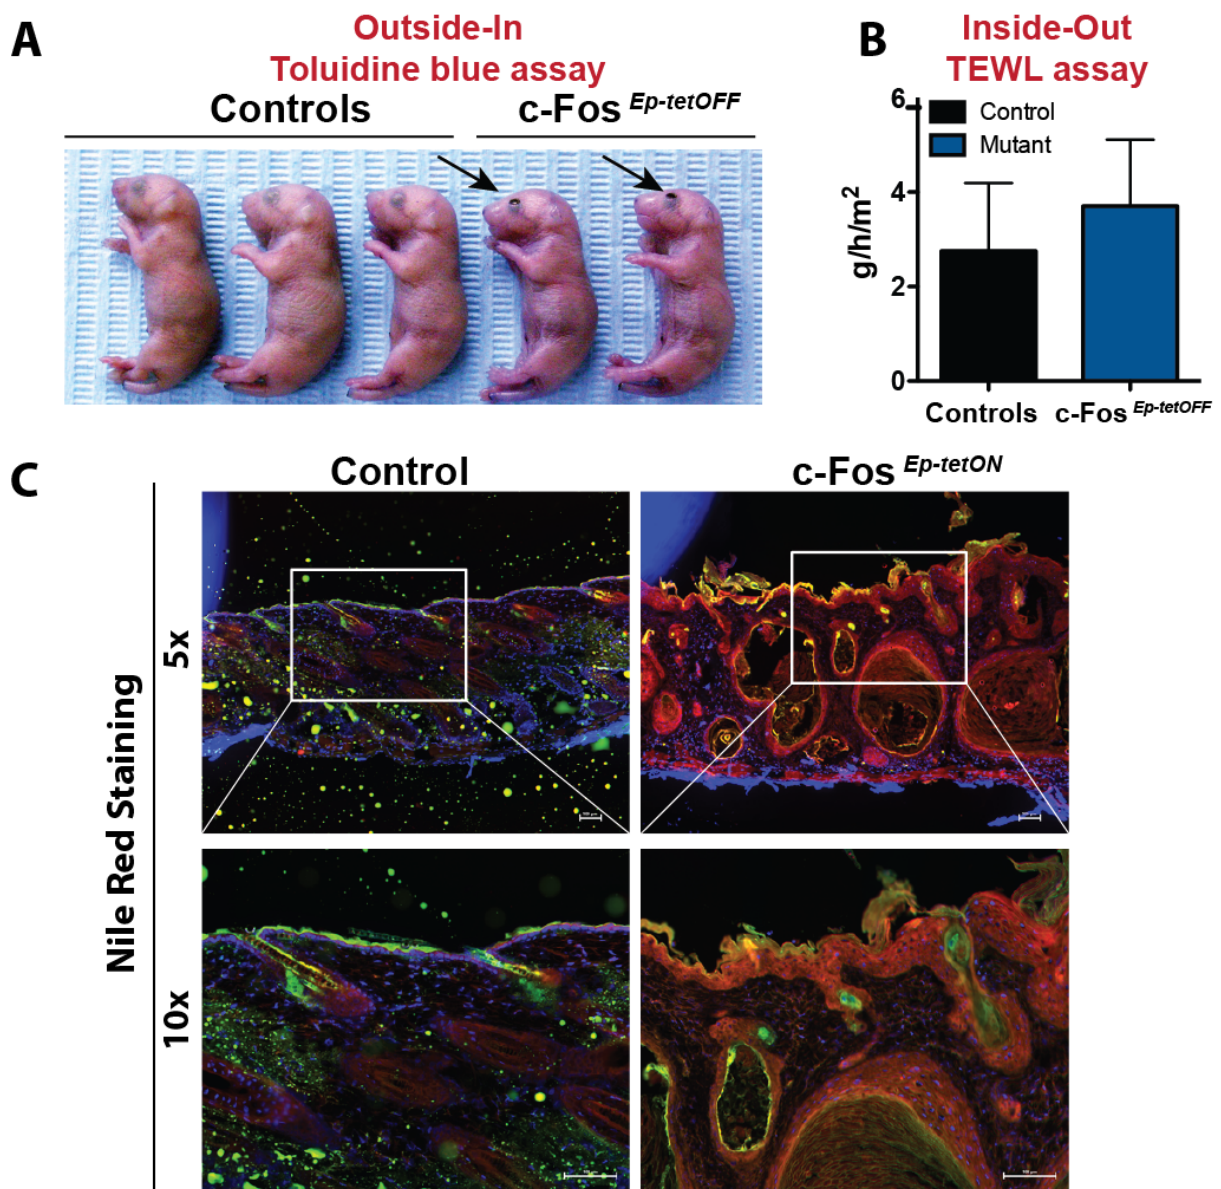 A
Outside-In
Toluidine blue assay
Controls
c-Fos Ep-tetOFF
B
Inside-Out
TEWL assay
6
4
2
0
g/h/m2
Control
Mutant
Controls
c-Fos Ep-tetOFF
C
Control
c-Fos Ep-tetON
Nile Red Staining
5x
10x